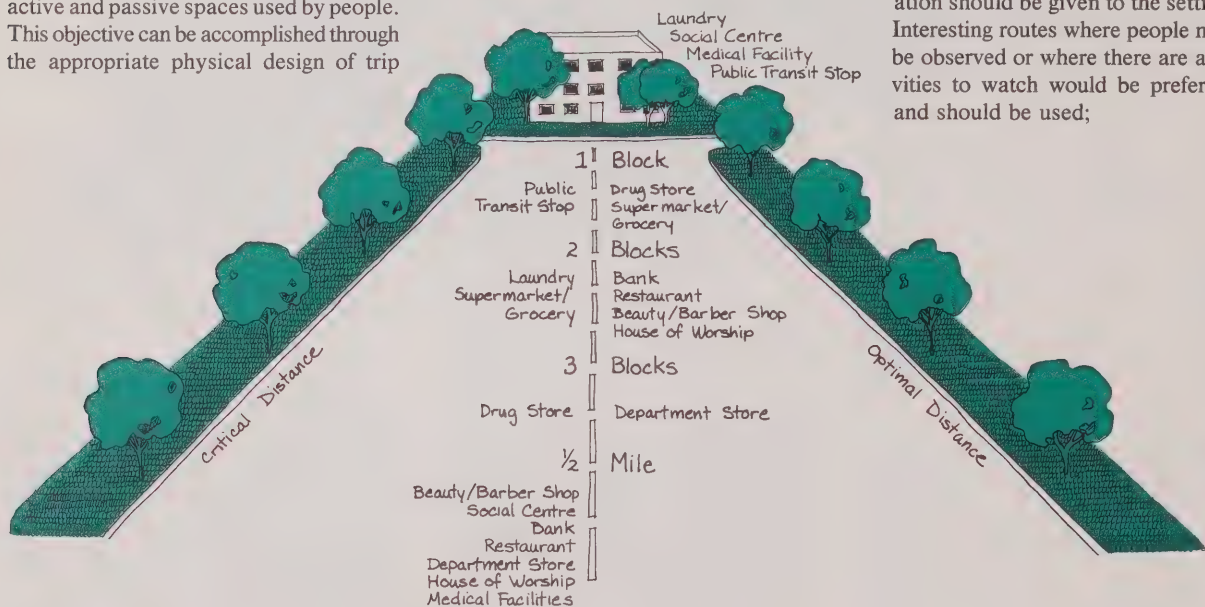 active and passive spaces used by people.
This objective can be accomplished through
the appropriate physical design of trip
ation should be given to the setti
Interesting routes where people n
be observed or where there are a
vities to watch would be prefer
and should be used;
Laundry
Social Centre
Medical Facility
Public Transit Stop
1 Block
Public
Transit Stop
Drug Store
Supermarket/
Grocery
2 Blocks
Laundry
Supermarket/
Grocery
Bank
Restaurant
Beauty/Barber Shop
House of Worship
3 Blocks
Drug Store
Department Store
½ Mile
Beauty/Barber Shop
Social Centre
Bank
Restaurant
Department Store
House of Worship
Medical Facilities
Critical Distance
Optimal Distance